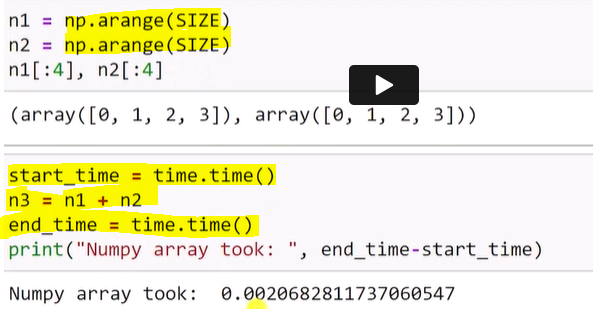 n1 = np.arange(SIZE)
n2 = np.arange(SIZE)
n1[:4], n2[:4]
(array([0, 1, 2, 3]), array([0, 1, 2, 3]))
start_time = time.time()
n3 = n1 + n2
end_time = time.time()
print("Numpy array took: ", end_time-start_time)
Numpy array took:  0.0020682811737060547